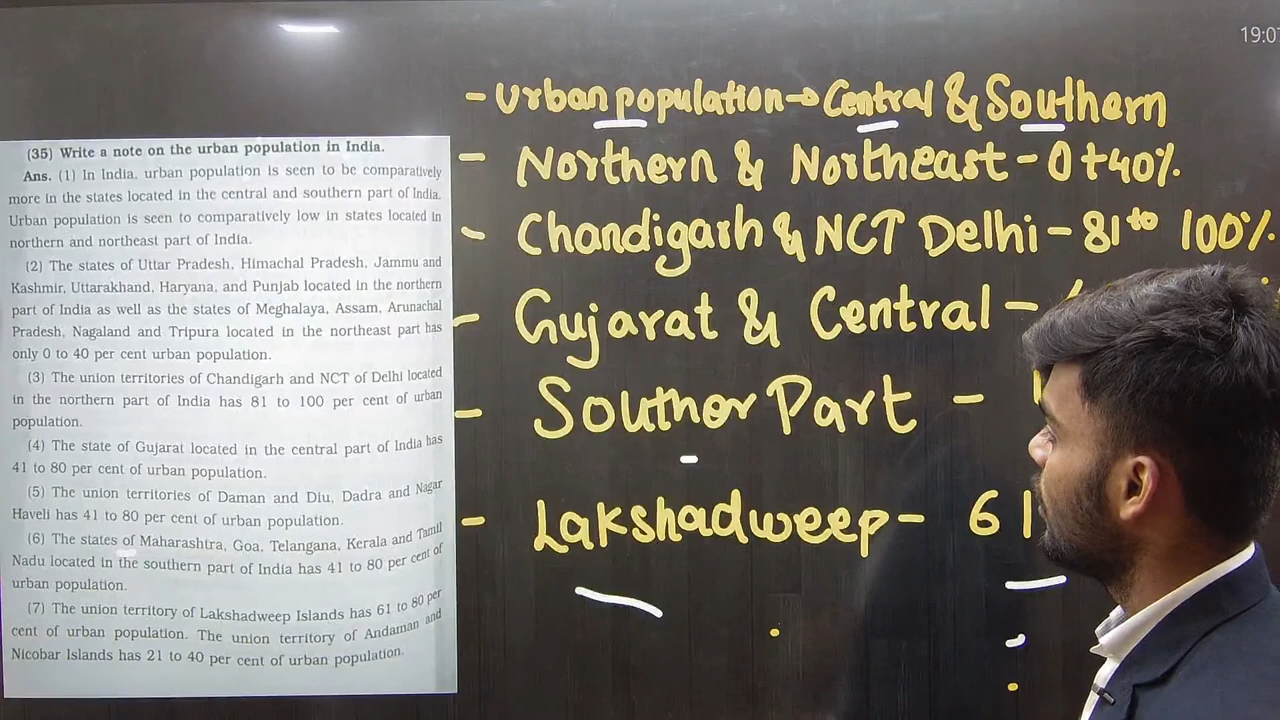 (35) Write a note on the urban population in India.
Ans. (1) In India, urban population is seen to be comparatively
more in the states located in the central and southern part of India.
Urban population is seen to comparatively low in states located in
northern and northeast part of India.
(2) The states of Uttar Pradesh, Himachal Pradesh, Jammu and
Kashmir, Uttarakhand, Haryana, and Punjab located in the northern
part of India as well as the states of Meghalaya, Assam, Arunachal
Pradesh, Nagaland and Tripura located in the northeast part has
only 0 to 40 per cent urban population.
(3) The union territories of Chandigarh and NCT of Delhi located
in the northern part of India has 81 to 100 per cent of urban
population.
(4) The state of Gujarat located in the central part of India has
41 to 80 per cent of urban population.
(5) The union territories of Daman and Diu, Dadra and Nagar
Haveli has 41 to 80 per cent of urban population.
(6) The states of Maharashtra, Goa, Telangana, Kerala and Tamil
Nadu located in the southern part of India has 41 to 80 per cent of
urban population.
(7) The union territory of Lakshadweep Islands has 61 to 80 per
cent of urban population. The union territory of Andaman and
Nicobar Islands has 21 to 40 per cent of urban population.
19:0
- Urban population → Central & Southern
- Northern & Northeast - 0 t 40%.
- Chandigarh & NCT Delhi - 81 to 100%.
- Gujarat & Central -
- Souther Part -
- Lakshadweep - 61